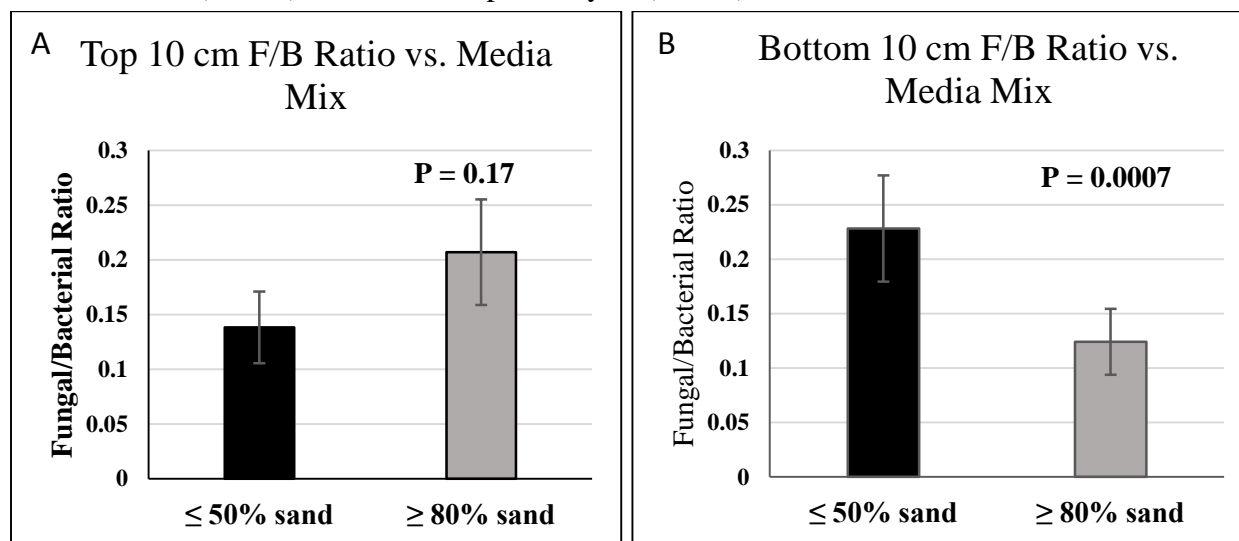 A
Top 10 cm F/B Ratio vs. Media
Mix
Fungal/Bacterial Ratio
0.3
0.25
0.2
0.15
0.1
0.05
0
P = 0.17
≤ 50% sand
≥ 80% sand
B
Bottom 10 cm F/B Ratio vs.
Media Mix
Fungal/Bacterial Ratio
0.3
0.25
0.2
0.15
0.1
0.05
0
P = 0.0007
≤ 50% sand
≥ 80% sand